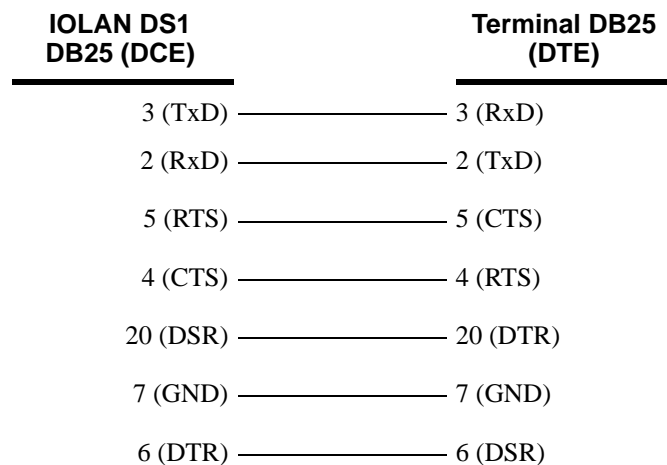 IOLAN DS1 Terminal DB25
DB25 (DCE) (DTE)
3 (TxD) 3 (RxD)
2 (RxD) 2 (TxD)
5 (RTS) 5 (CTS)
4 (CTS) 4 (RTS)
20 (DSR) 20 (DTR)
7 (GND) 7 (GND)
6 (DTR) 6 (DSR)